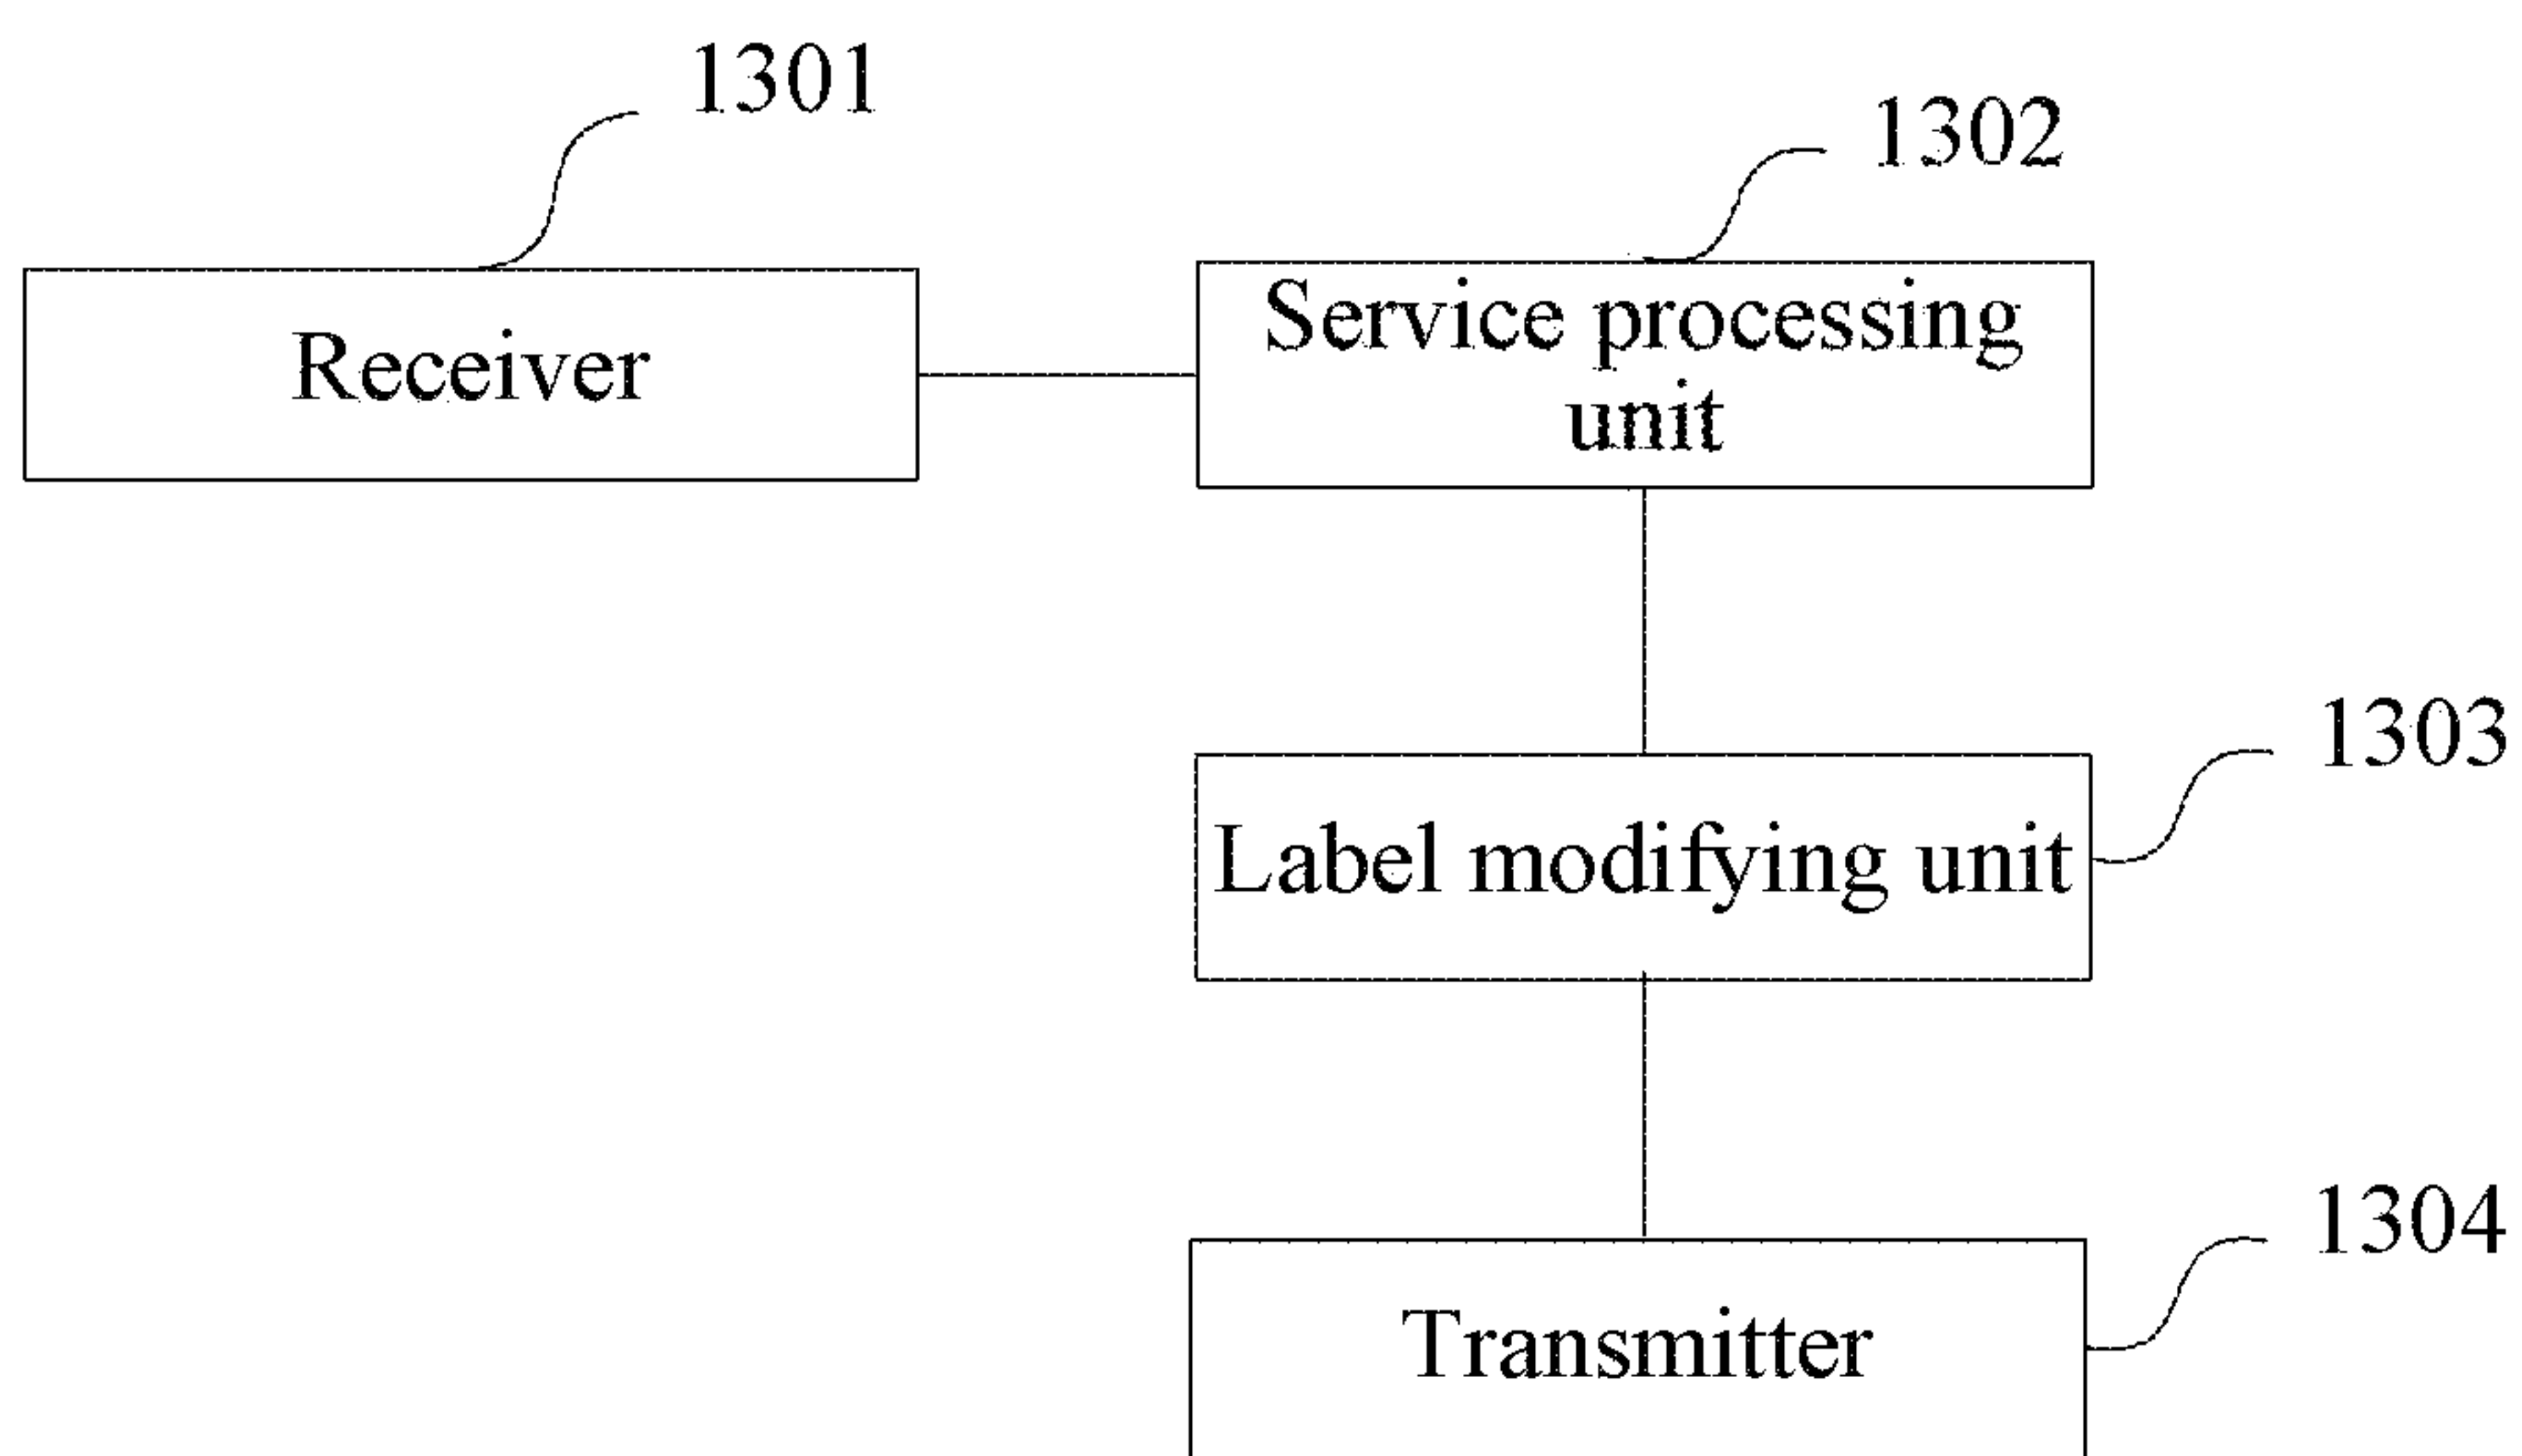 1301
1302
Receiver
Service processing
unit
1303
Label modifying unit
1304
Transmitter